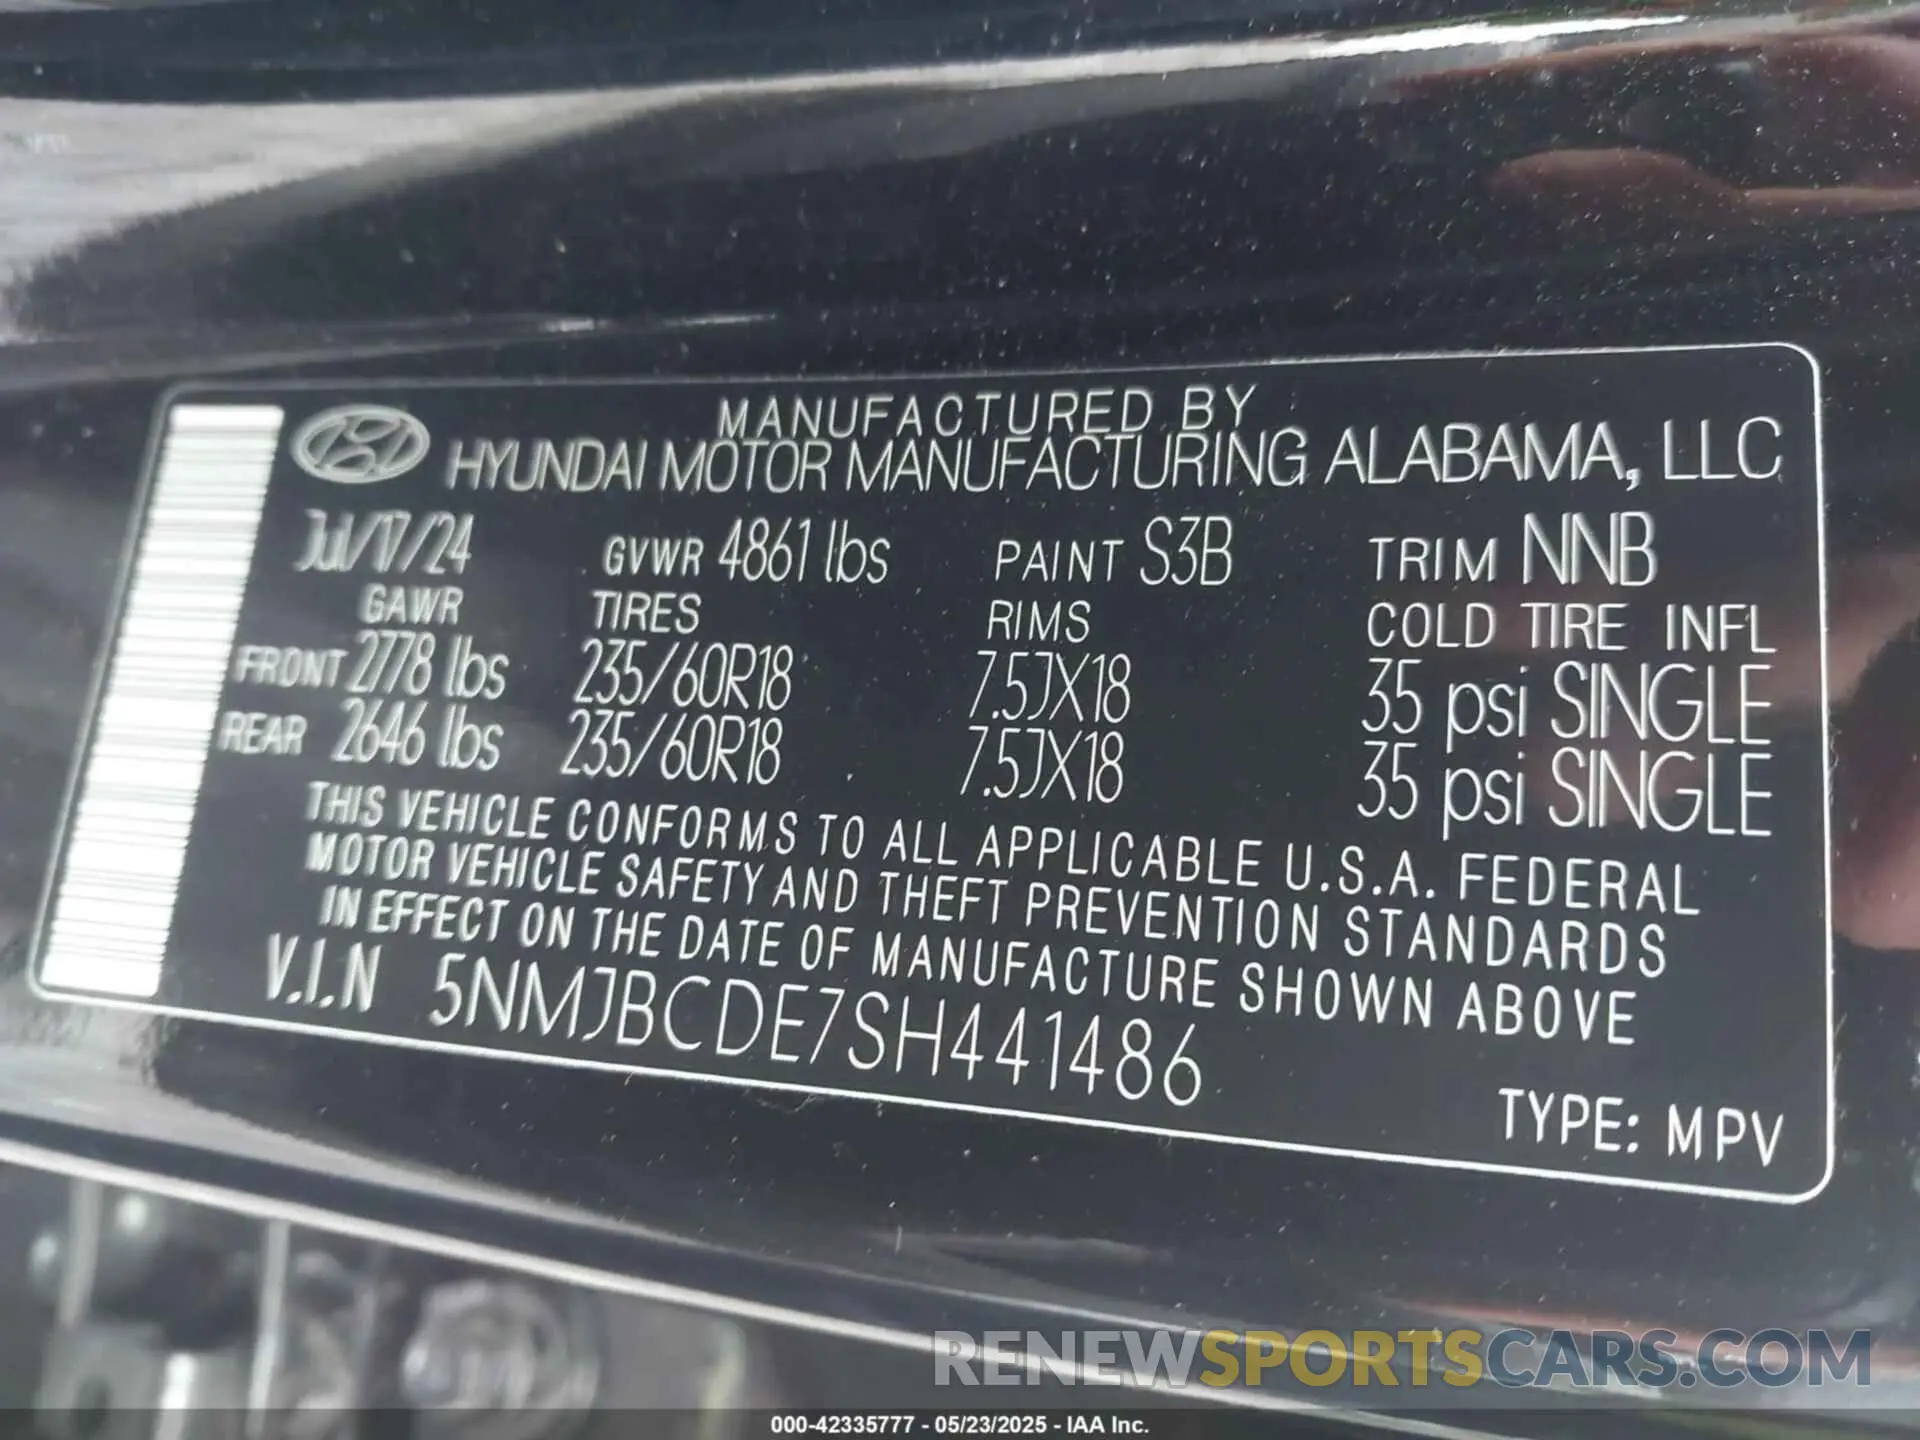 MANUFACTURED BY
HYUNDAI MOTOR MANUFACTURING ALABAMA, LLC
Jul/17/24 GVWR 4861 lbs PAINT S3B TRIM NNB
GAWR TIRES RIMS COLD TIRE INFL
FRONT 2778 lbs 235/60R18 7.5JX18 35 psi SINGLE
REAR 2646 lbs 235/60R18 7.5JX18 35 psi SINGLE
THIS VEHICLE CONFORMS TO ALL APPLICABLE U.S.A. FEDERAL
MOTOR VEHICLE SAFETY AND THEFT PREVENTION STANDARDS
IN EFFECT ON THE DATE OF MANUFACTURE SHOWN ABOVE
V.I.N 5NMJBCDE7SH441486
TYPE: MPV
RENEWSPORTSCARS.COM
000-42335777 - 05/23/2025 - IAA Inc.